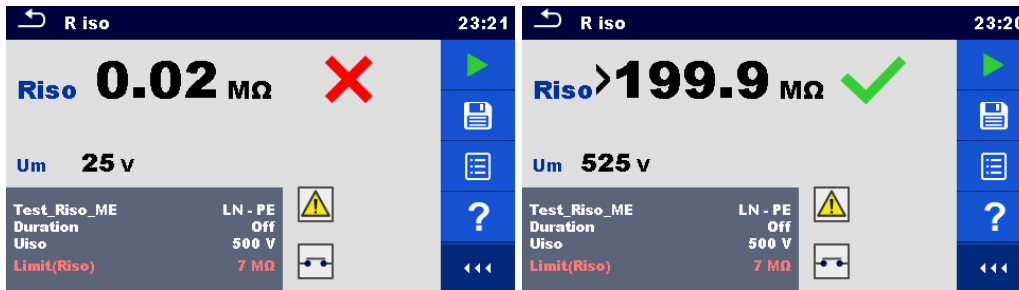 R iso 23:21
Riso 0.02 MΩ
Um 25 V
Test_Riso_ME LN - PE
Duration Off
Uiso 500 V
Limit(Riso) 7 MΩ
?
R iso 23:20
Riso >199.9 MΩ
Um 525 V
Test_Riso_ME LN - PE
Duration Off
Uiso 500 V
Limit(Riso) 7 MΩ
?